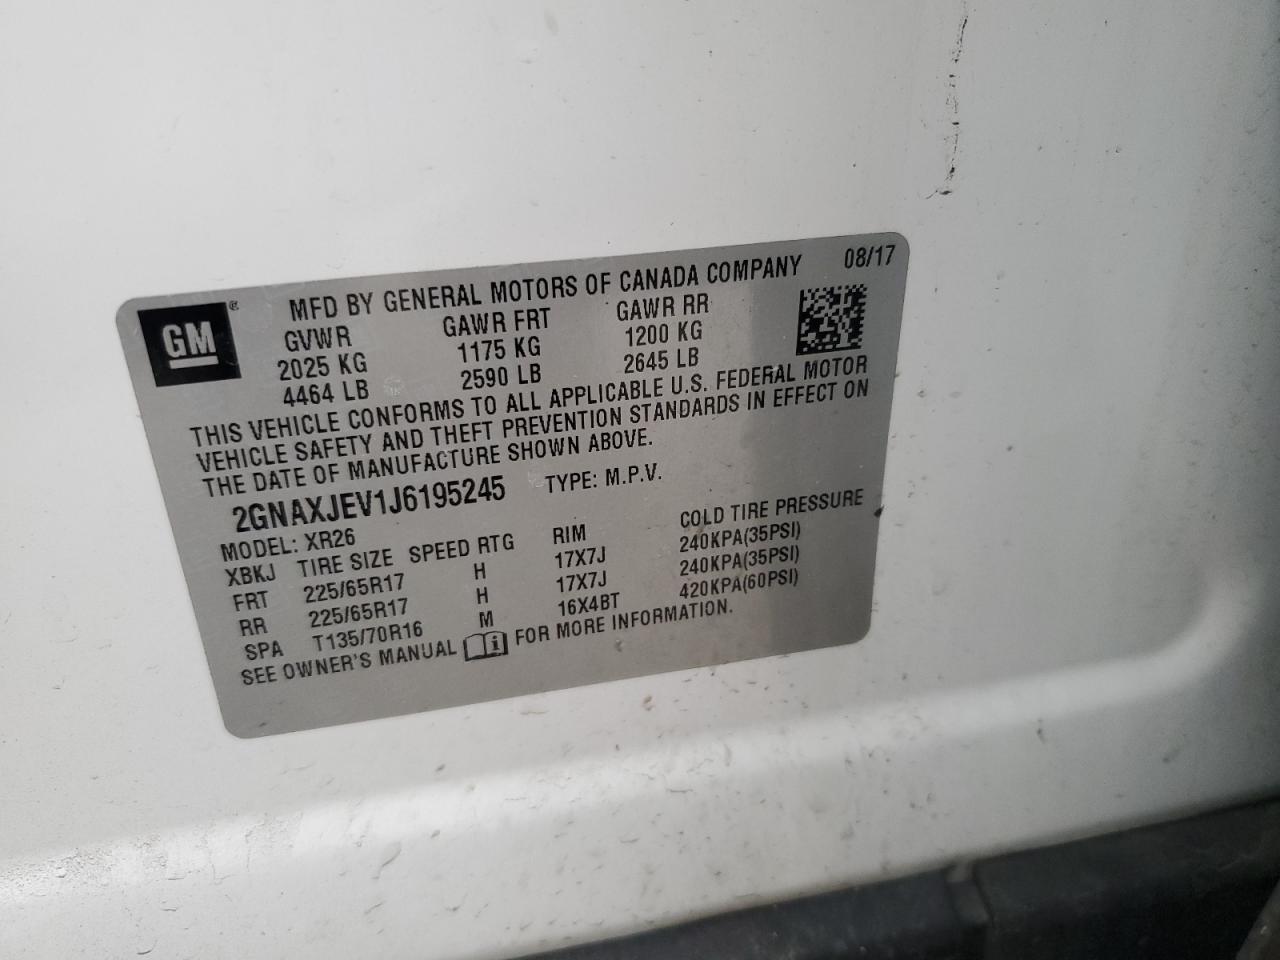 GM ® MFD BY GENERAL MOTORS OF CANADA COMPANY 08/17
GVWR GAWR FRT GAWR RR
2025 KG 1175 KG 1200 KG
4464 LB 2590 LB 2645 LB
THIS VEHICLE CONFORMS TO ALL APPLICABLE U.S. FEDERAL MOTOR
VEHICLE SAFETY AND THEFT PREVENTION STANDARDS IN EFFECT ON
THE DATE OF MANUFACTURE SHOWN ABOVE.
2GNAXJEV1J6195245 TYPE: M.P.V.
MODEL: XR26
XBKJ TIRE SIZE SPEED RTG RIM COLD TIRE PRESSURE
FRT 225/65R17 H 17X7J 240KPA(35PSI)
RR 225/65R17 H 17X7J 240KPA(35PSI)
SPA T135/70R16 M 16X4BT 420KPA(60PSI)
SEE OWNER'S MANUAL i FOR MORE INFORMATION.